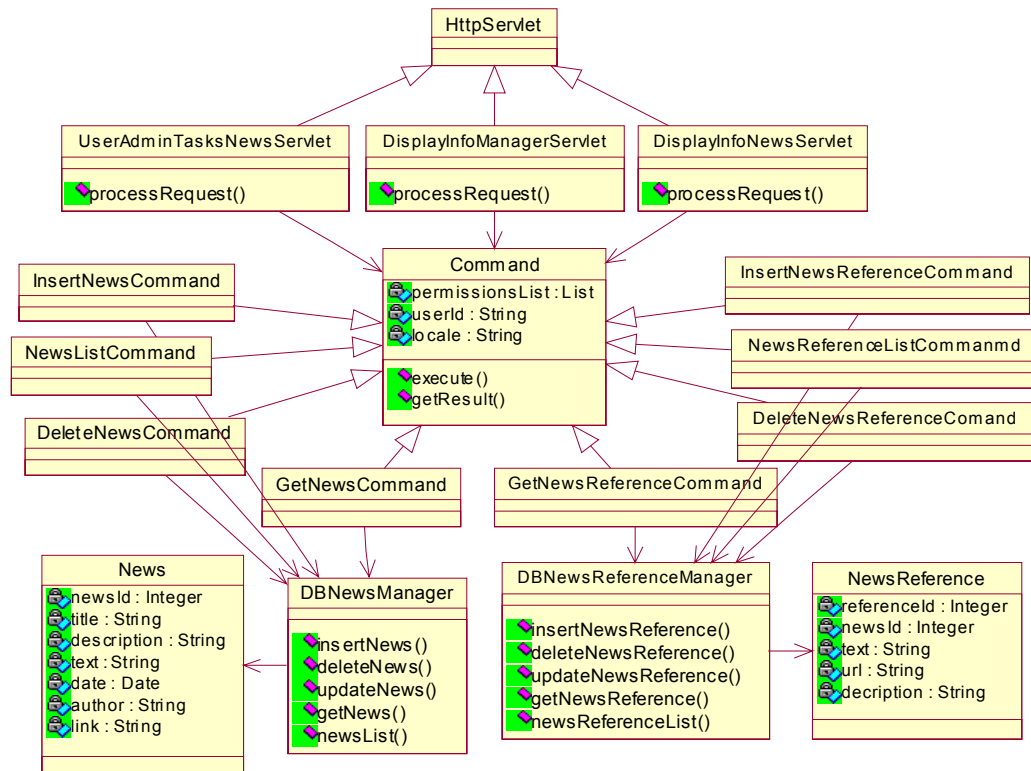 HttpServlet
UserAdminTasksNewsServlet
processRequest()
DisplayInfoManagerServlet
processRequest()
DisplayInfoNewsServlet
processRequest()
Command
permissionsList : List
userId : String
locale : String
execute()
getResult()
InsertNewsCommand
NewsListCommand
DeleteNewsCommand
GetNewsCommand
InsertNewsReferenceCommand
NewsReferenceListCommanmd
DeleteNewsReferenceComand
GetNewsReferenceCommand
News
newsId : Integer
title : String
description : String
text : String
date : Date
author : String
link : String
DBNewsManager
insertNews()
deleteNews()
updateNews()
getNews()
newsList()
DBNewsReferenceManager
insertNewsReference()
deleteNewsReference()
updateNewsReference()
getNewsReference()
newsReferenceList()
NewsReference
referenceId : Integer
newsId : Integer
text : String
url : String
decription : String